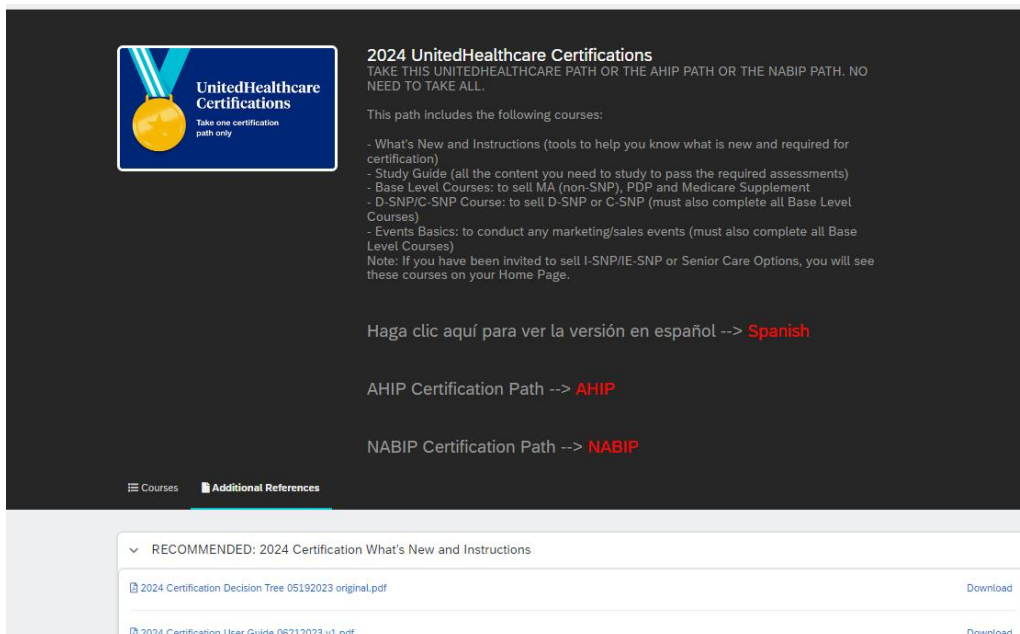 UnitedHealthcare
Certifications
Take one certification
path only
2024 UnitedHealthcare Certifications
TAKE THIS UNITEDHEALTHCARE PATH OR THE AHIP PATH OR THE NABIP PATH. NO
NEED TO TAKE ALL.
This path includes the following courses:
- What's New and Instructions (tools to help you know what is new and required for
certification)
- Study Guide (all the content you need to study to pass the required assessments)
- Base Level Courses: to sell MA (non-SNP), PDP and Medicare Supplement
- D-SNP/C-SNP Course: to sell D-SNP or C-SNP (must also complete all Base Level
Courses)
- Events Basics: to conduct any marketing/sales events (must also complete all Base
Level Courses)
Note: If you have been invited to sell I-SNP/IE-SNP or Senior Care Options, you will see
these courses on your Home Page.
Haga clic aquí para ver la versión en español --> Spanish
AHIP Certification Path --> AHIP
NABIP Certification Path --> NABIP
Courses Additional References
RECOMMENDED: 2024 Certification What's New and Instructions
2024 Certification Decision Tree 05192023 original.pdf Download
2024 Certification User Guide 06212023 v1.pdf Download